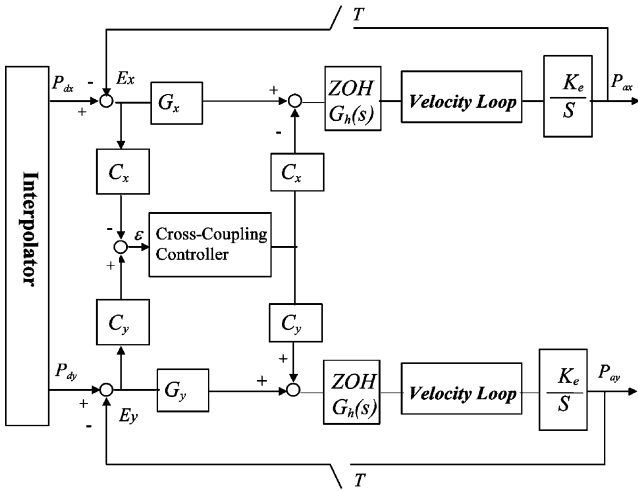 T
P_dx
-
+
Ex
G_x
+
-
ZOH
G_h(s)
Velocity Loop
K_e
S
P_ax
C_x
C_x
Interpolator
-
+
ε
Cross-Coupling
Controller
C_y
C_y
P_dy
+
-
Ey
G_y
+
+
ZOH
G_h(s)
Velocity Loop
K_e
S
P_ay
T